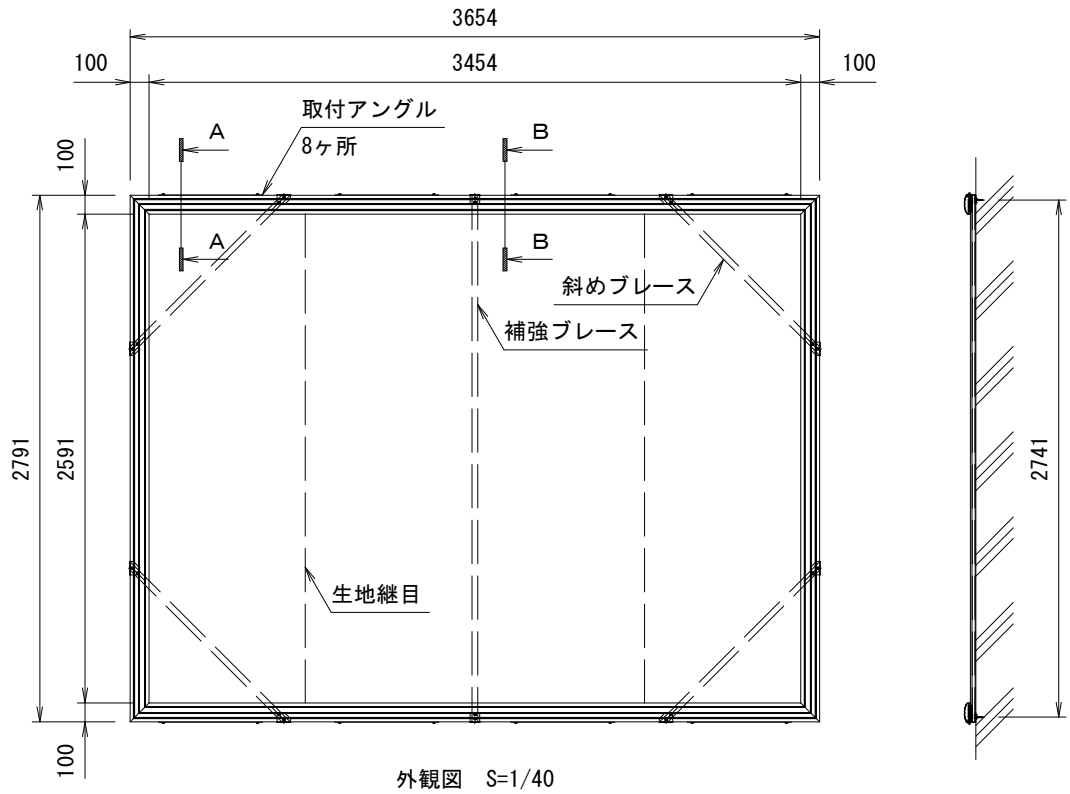 3654
100
3454
100
取付アングル
8ヶ所
A
B
100
A
B
斜めブレース
補強ブレース
2791
2591
2741
生地継目
100
外観図 S=1/40